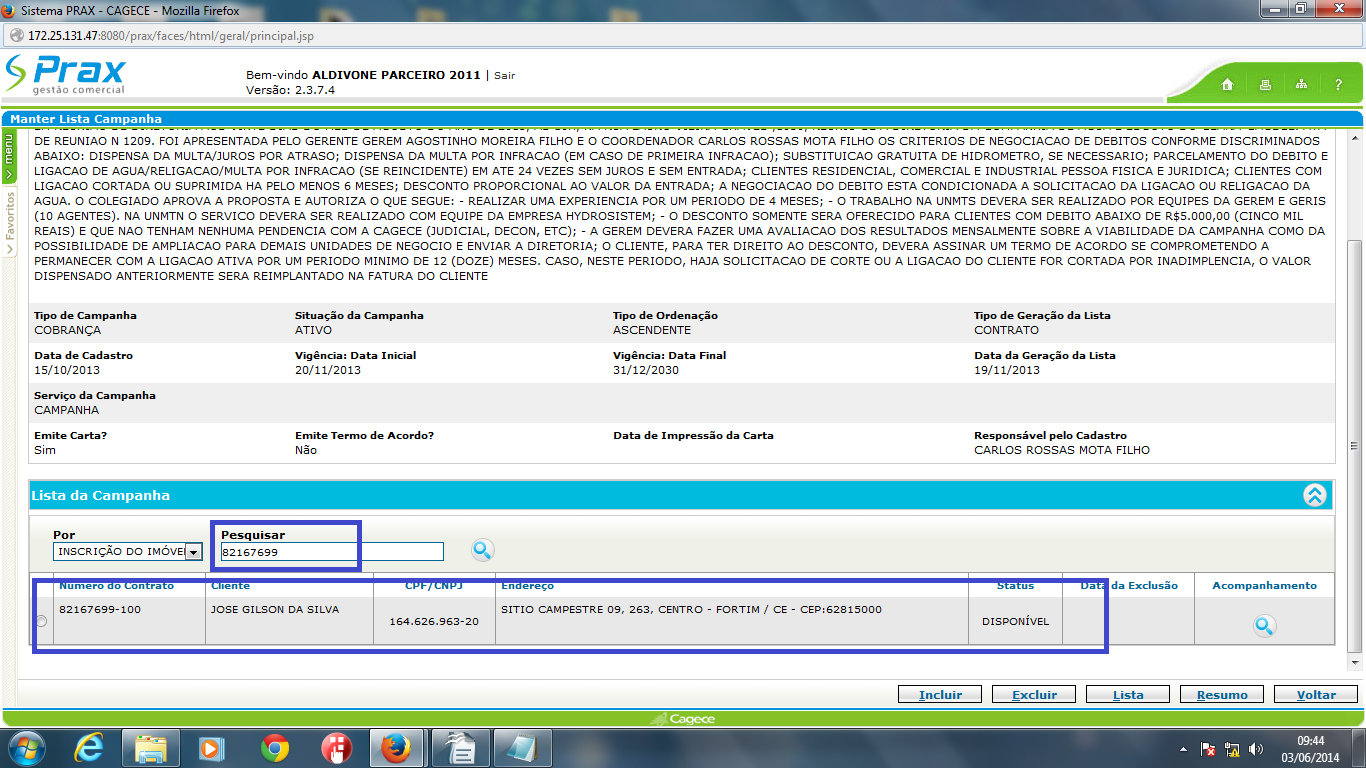 Sistema PRAX - CAGECE - Mozilla Firefox
172.25.131.47:8080/prax/faces/html/geral/principal.jsp
Prax
gestão comercial
Bem-vindo ALDIVONE PARCEIRO 2011 | Sair
Versão: 2.3.7.4
?
Manter Lista Campanha
menu
Favoritos
DE REUNIAO N 1209. FOI APRESENTADA PELO GERENTE GEREM AGOSTINHO MOREIRA FILHO E O COORDENADOR CARLOS ROSSAS MOTA FILHO OS CRITERIOS DE NEGOCIACAO DE DEBITOS CONFORME DISCRIMINADOS
ABAIXO: DISPENSA DA MULTA/JUROS POR ATRASO; DISPENSA DA MULTA POR INFRACAO (EM CASO DE PRIMEIRA INFRACAO); SUBSTITUICAO GRATUITA DE HIDROMETRO, SE NECESSARIO; PARCELAMENTO DO DEBITO E
LIGACAO DE AGUA/RELIGACAO/MULTA POR INFRACAO (SE REINCIDENTE) EM ATE 24 VEZES SEM JUROS E SEM ENTRADA; CLIENTES RESIDENCIAL, COMERCIAL E INDUSTRIAL PESSOA FISICA E JURIDICA; CLIENTES COM
LIGACAO CORTADA OU SUPRIMIDA HA PELO MENOS 6 MESES; DESCONTO PROPORCIONAL AO VALOR DA ENTRADA; A NEGOCIACAO DO DEBITO ESTA CONDICIONADA A SOLICITACAO DA LIGACAO OU RELIGACAO DA
AGUA. O COLEGIADO APROVA A PROPOSTA E AUTORIZA O QUE SEGUE: - REALIZAR UMA EXPERIENCIA POR UM PERIODO DE 4 MESES; - O TRABALHO NA UNMTS DEVERA SER REALIZADO POR EQUIPES DA GEREM E GERIS
(10 AGENTES). NA UNMTN O SERVICO DEVERA SER REALIZADO COM EQUIPE DA EMPRESA HYDROSISTEM; - O DESCONTO SOMENTE SERA OFERECIDO PARA CLIENTES COM DEBITO ABAIXO DE R$5.000,00 (CINCO MIL
REAIS) E QUE NAO TENHAM NENHUMA PENDENCIA COM A CAGECE (JUDICIAL, DECON, ETC); - A GEREM DEVERA FAZER UMA AVALIACAO DOS RESULTADOS MENSALMENTE SOBRE A VIABILIDADE DA CAMPANHA COMO DA
POSSIBILIDADE DE AMPLIACAO PARA DEMAIS UNIDADES DE NEGOCIO E ENVIAR A DIRETORIA; O CLIENTE, PARA TER DIREITO AO DESCONTO, DEVERA ASSINAR UM TERMO DE ACORDO SE COMPROMETENDO A
PERMANECER COM A LIGACAO ATIVA POR UM PERIODO MINIMO DE 12 (DOZE) MESES. CASO, NESTE PERIODO, HAJA SOLICITACAO DE CORTE OU A LIGACAO DO CLIENTE FOR CORTADA POR INADIMPLENCIA, O VALOR
DISPENSADO ANTERIORMENTE SERA REIMPLANTADO NA FATURA DO CLIENTE
Tipo de Campanha Situação da Campanha Tipo de Ordenação Tipo de Geração da Lista
COBRANÇA ATIVO ASCENDENTE CONTRATO
Data de Cadastro Vigência: Data Inicial Vigência: Data Final Data da Geração da Lista
15/10/2013 20/11/2013 31/12/2030 19/11/2013
Serviço da Campanha
CAMPANHA
Emite Carta? Emite Termo de Acordo? Data de Impressão da Carta Responsável pelo Cadastro
Sim Não CARLOS ROSSAS MOTA FILHO
Lista da Campanha
Por Pesquisar
INSCRIÇÃO DO IMÓVE 82167699
Número do Contrato Cliente CPF/CNPJ Endereço Status Data da Exclusão Acompanhamento
82167699-100 JOSE GILSON DA SILVA 164.626.963-20 SITIO CAMPESTRE 09, 263, CENTRO - FORTIM / CE - CEP:62815000 DISPONÍVEL
Incluir Excluir Lista Resumo Voltar
Cagece
09:44
03/06/2014